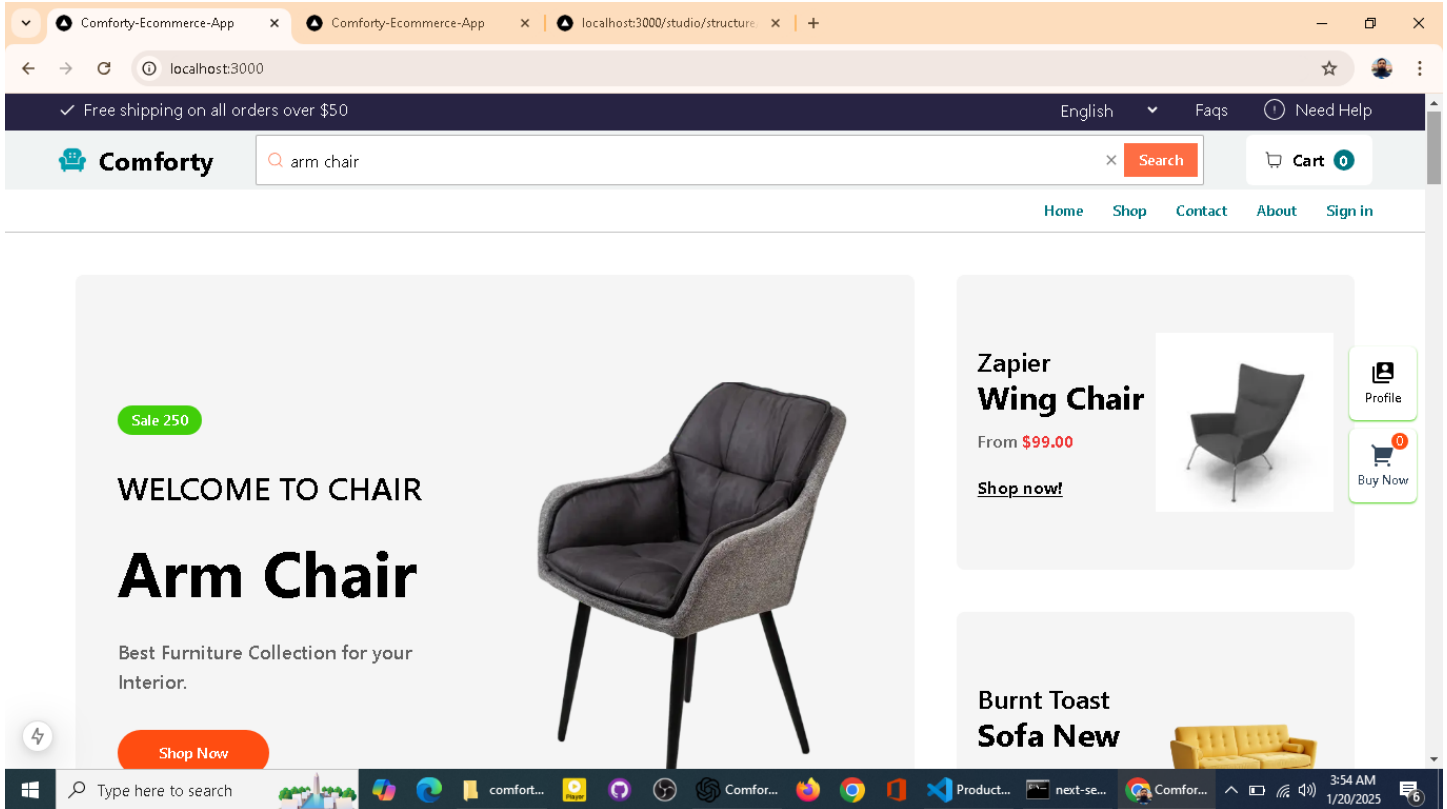 Comforty-Ecommerce-App
Comforty-Ecommerce-App
localhost:3000/studio/structure
localhost:3000
Free shipping on all orders over $50
English
Faqs
Need Help
Comforty
arm chair
Search
Cart 0
Home Shop Contact About Sign in
Sale 250
WELCOME TO CHAIR
Arm Chair
Best Furniture Collection for your
Interior.
Shop Now
Zapier
Wing Chair
From $99.00
Shop now!
Profile
0
Buy Now
Burnt Toast
Sofa New
Type here to search
comfort...
Player
Comfor...
Product...
next-se...
Comfor...
3:54 AM
1/20/2025
6